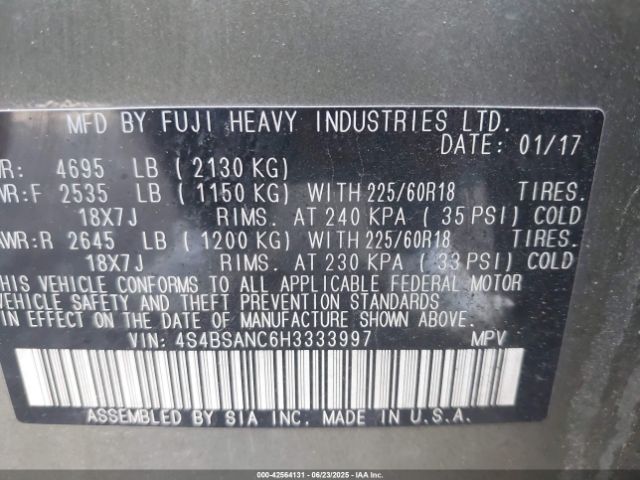 MFD BY FUJI HEAVY INDUSTRIES LTD.
DATE: 01/17
WR: 4695 LB ( 2130 KG)
WR:F 2535 LB ( 1150 KG) WITH 225/60R18 TIRES.
18X7J RIMS. AT 240 KPA ( 35 PSI) COLD
AWR:R 2645 LB ( 1200 KG) WITH 225/60R18 TIRES.
18X7J RIMS. AT 230 KPA ( 33 PSI) COLD
THIS VEHICLE CONFORMS TO ALL APPLICABLE FEDERAL MOTOR
VEHICLE SAFETY AND THEFT PREVENTION STANDARDS
IN EFFECT ON THE DATE OF MANUFACTURE SHOWN ABOVE.
VIN: 4S4BSANC6H3333997 MPV
ASSEMBLED BY SIA INC. MADE IN U.S.A.
000-42564131 - 06/23/2025 - IAAI.COM